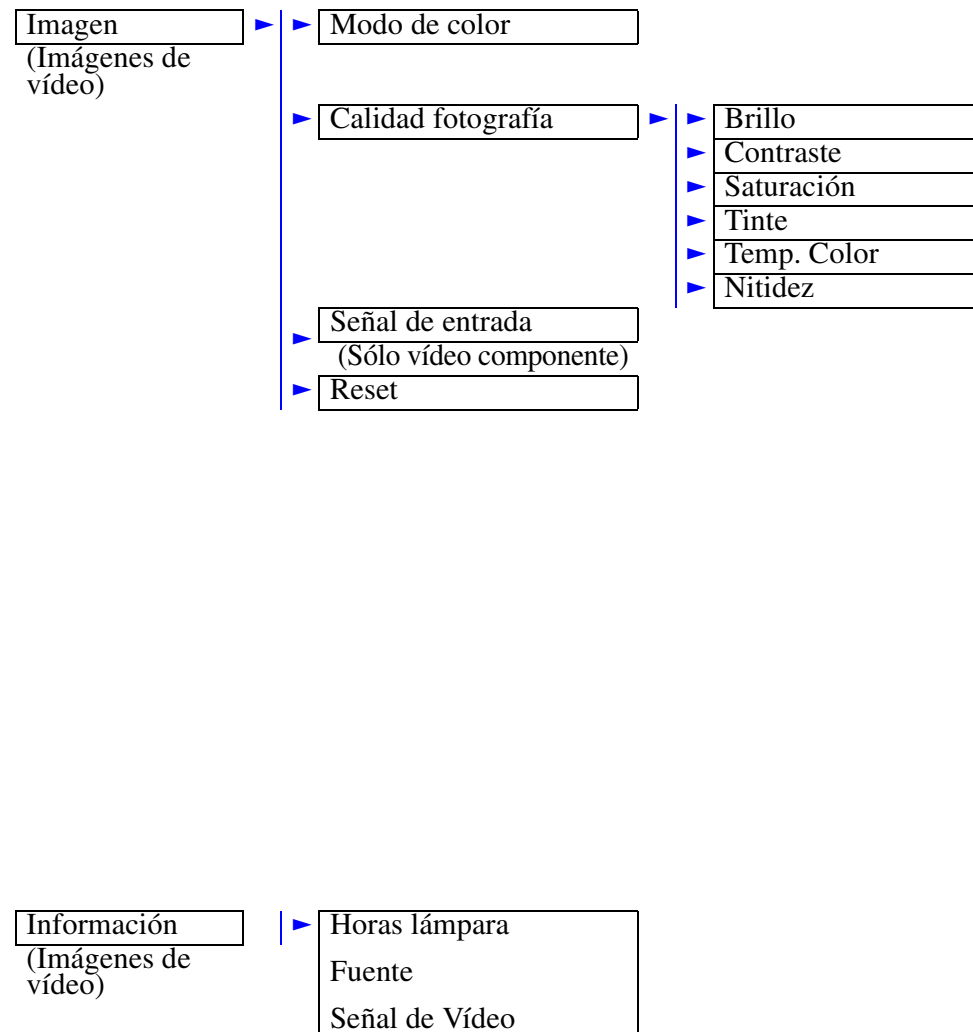 Imagen
(Imágenes de
vídeo)
Modo de color
Calidad fotografía
Brillo
Contraste
Saturación
Tinte
Temp. Color
Nitidez
Señal de entrada
(Sólo vídeo componente)
Reset
Información
(Imágenes de
vídeo)
Horas lámpara
Fuente
Señal de Vídeo